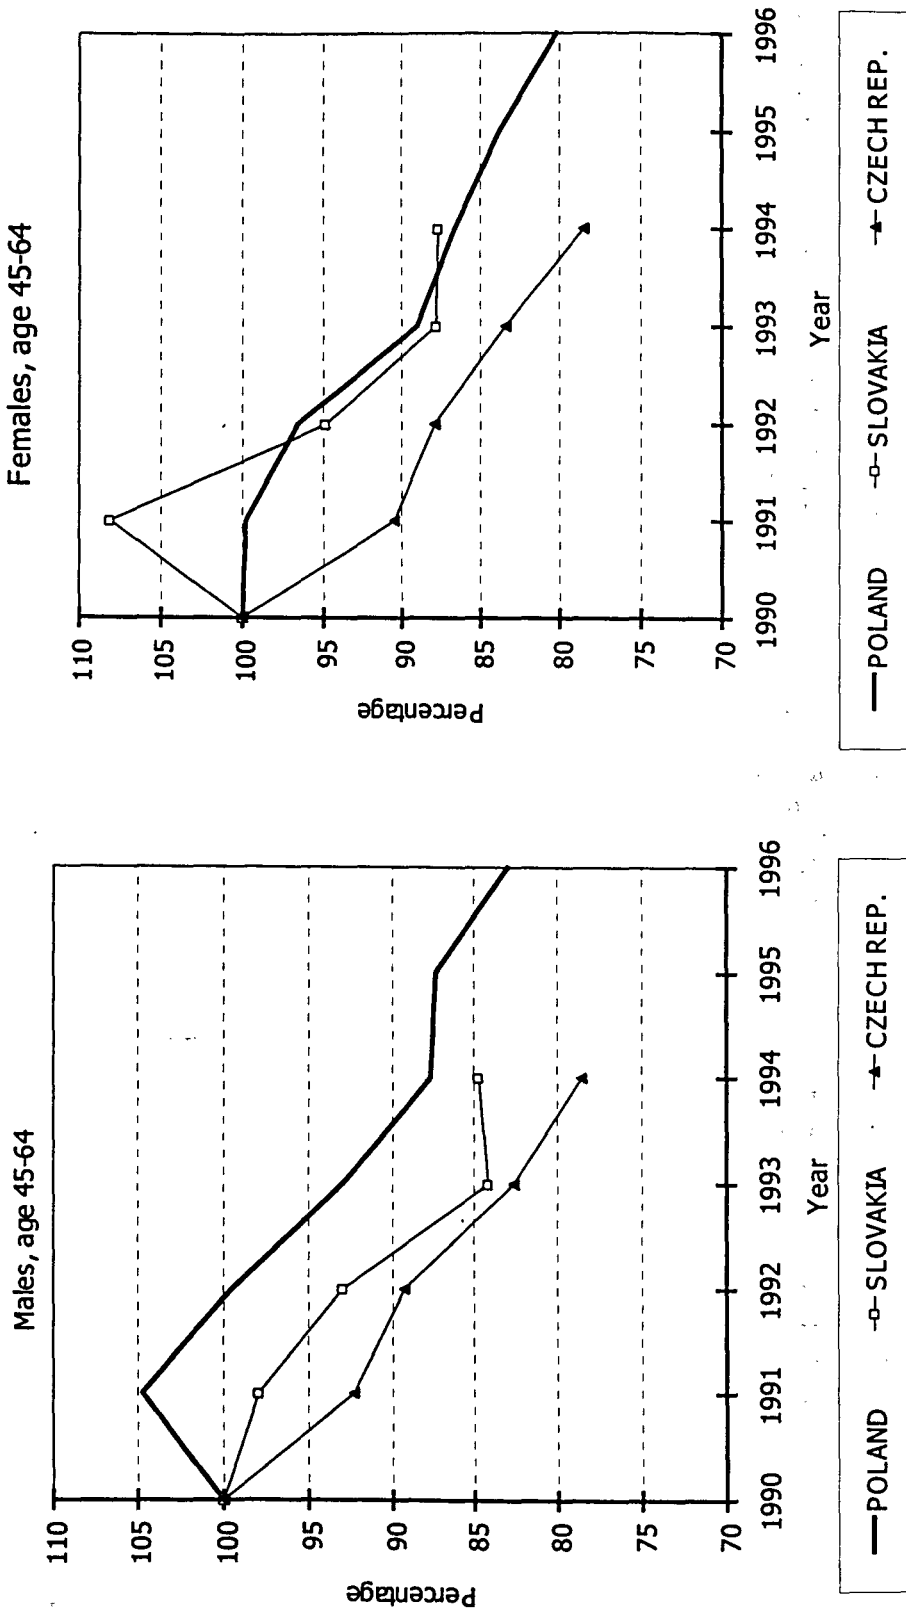 Males, age 45-64
Percentage
110
105
100
95
90
85
80
75
70
1990 1991 1992 1993 1994 1995 1996
Year
POLAND SLOVAKIA CZECH REP.
Females, age 45-64
Percentage
110
105
100
95
90
85
80
75
70
1990 1991 1992 1993 1994 1995 1996
Year
POLAND SLOVAKIA CZECH REP.